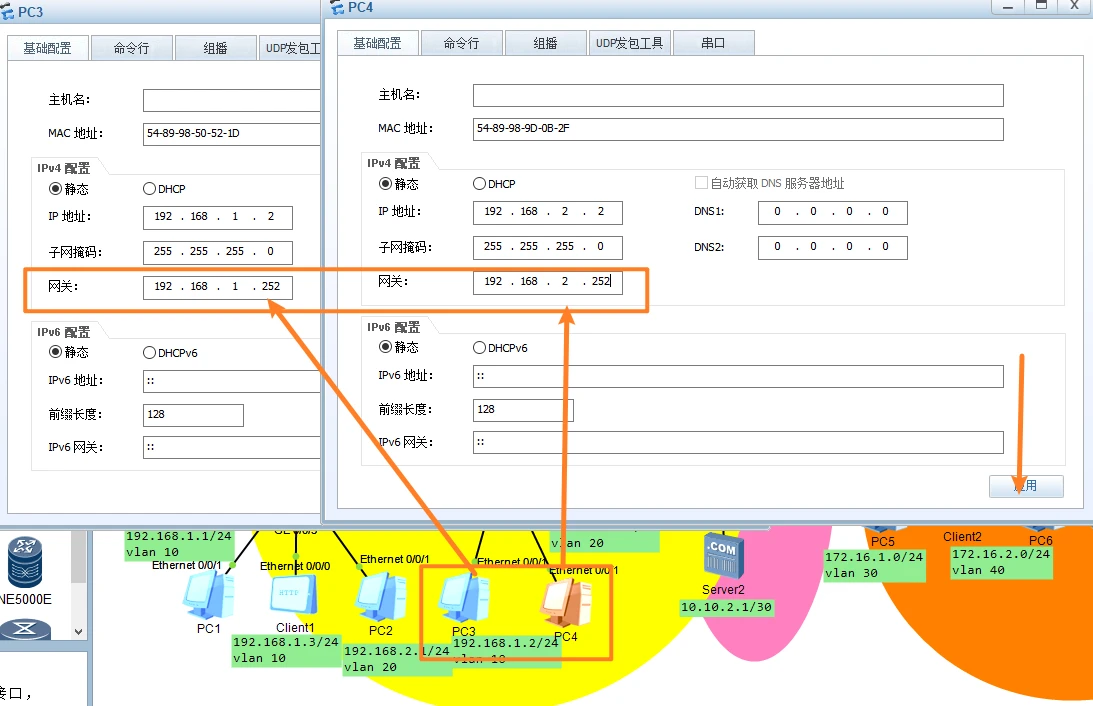 PC3
基础配置
命令行
组播
UDP发包工
主机名：
MAC 地址：
54-89-98-50-52-1D
IPv4 配置
静态
DHCP
IP 地址：
192 . 168 . 1 . 2
子网掩码：
255 . 255 . 255 . 0
网关：
192 . 168 . 1 . 252
IPv6 配置
静态
DHCPv6
IPv6 地址：
::
前缀长度：
128
IPv6 网关：
::
PC4
基础配置
命令行
组播
UDP发包工具
串口
主机名：
MAC 地址：
54-89-98-9D-0B-2F
IPv4 配置
静态
DHCP
自动获取 DNS 服务器地址
IP 地址：
192 . 168 . 2 . 2
DNS1:
0 . 0 . 0 . 0
子网掩码：
255 . 255 . 255 . 0
DNS2:
0 . 0 . 0 . 0
网关：
192 . 168 . 2 . 252
IPv6 配置
静态
DHCPv6
IPv6 地址：
::
前缀长度：
128
IPv6 网关：
::
应用
NE5000E
接口，
192.168.1.1/24
vlan 10
Ethernet 0/0/1
Ethernet 0/0/0
Ethernet 0/0/1
Ethernet 0/0/1
vlan 20
Ethernet 0/0/1
HTTP
.COM
PC1
Client1
PC2
PC3
PC4
192.168.1.3/24
vlan 10
192.168.2.1/24
vlan 20
192.168.1.2/24
vlan 10
Server2
10.10.2.1/30
PC5
172.16.1.0/24
vlan 30
Client2
PC6
172.16.2.0/24
vlan 40